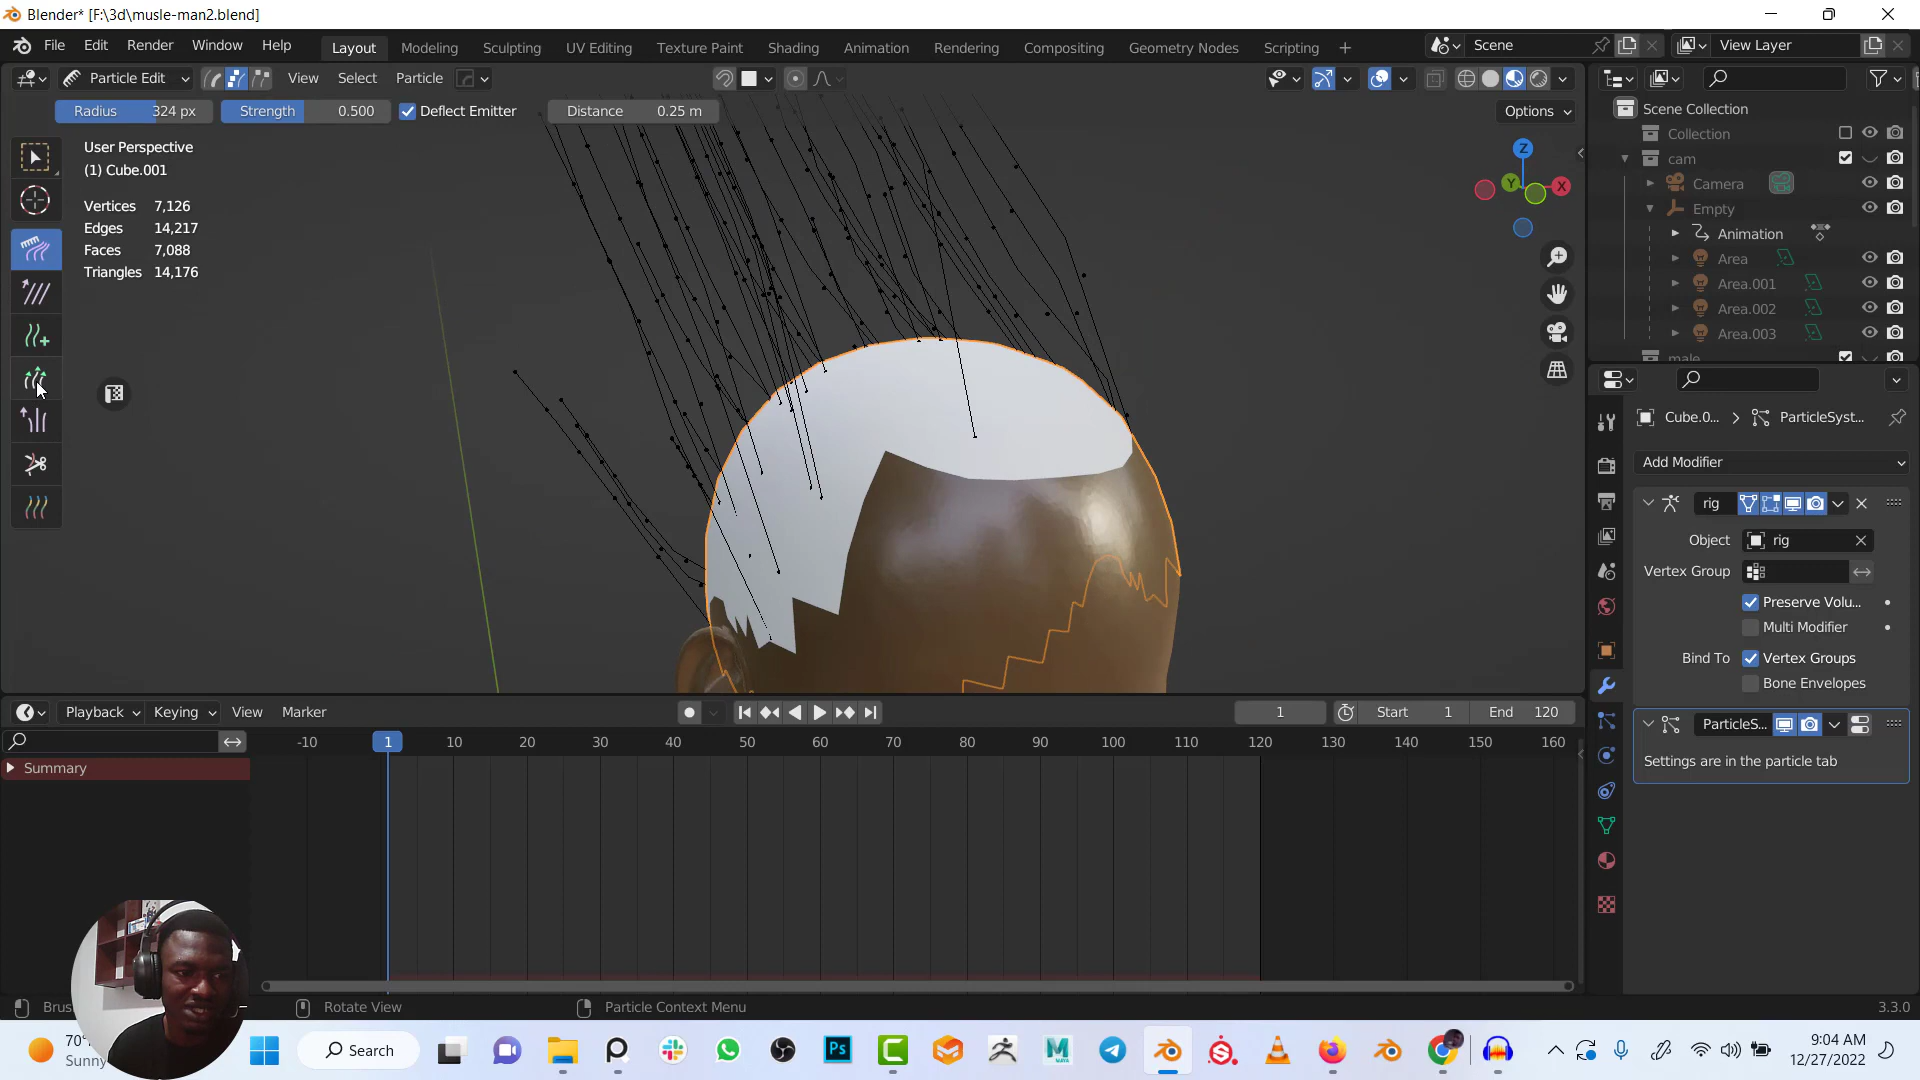 Blender* [F:\3d\musle-man2.blend]
File Edit Render Window Help
Layout Modeling Sculpting UV Editing Texture Paint Shading Animation Rendering Compositing Geometry Nodes Scripting +
Scene
View Layer
Particle Edit
View Select Particle
Radius 324 px
Strength 0.500
Deflect Emitter
Distance 0.25 m
Options
User Perspective
(1) Cube.001
Vertices 7,126
Edges 14,217
Faces 7,088
Triangles 14,176
Z
Y
X
Scene Collection
Collection
cam
Camera
Empty
Animation
Area
Area.001
Area.002
Area.003
male
Cube.0... > ParticleSyst...
Add Modifier
rig
Object rig
Vertex Group
Preserve Volu...
Multi Modifier
Bind To Vertex Groups
Bone Envelopes
ParticleS...
Settings are in the particle tab
Playback Keying View Marker
1
Start 1
End 120
-10 1 10 20 30 40 50 60 70 80 90 100 110 120 130 140 150 160
Summary
Rotate View
Particle Context Menu
3.3.0
70°
Sunny
Search
Ps
9:04 AM
12/27/2022